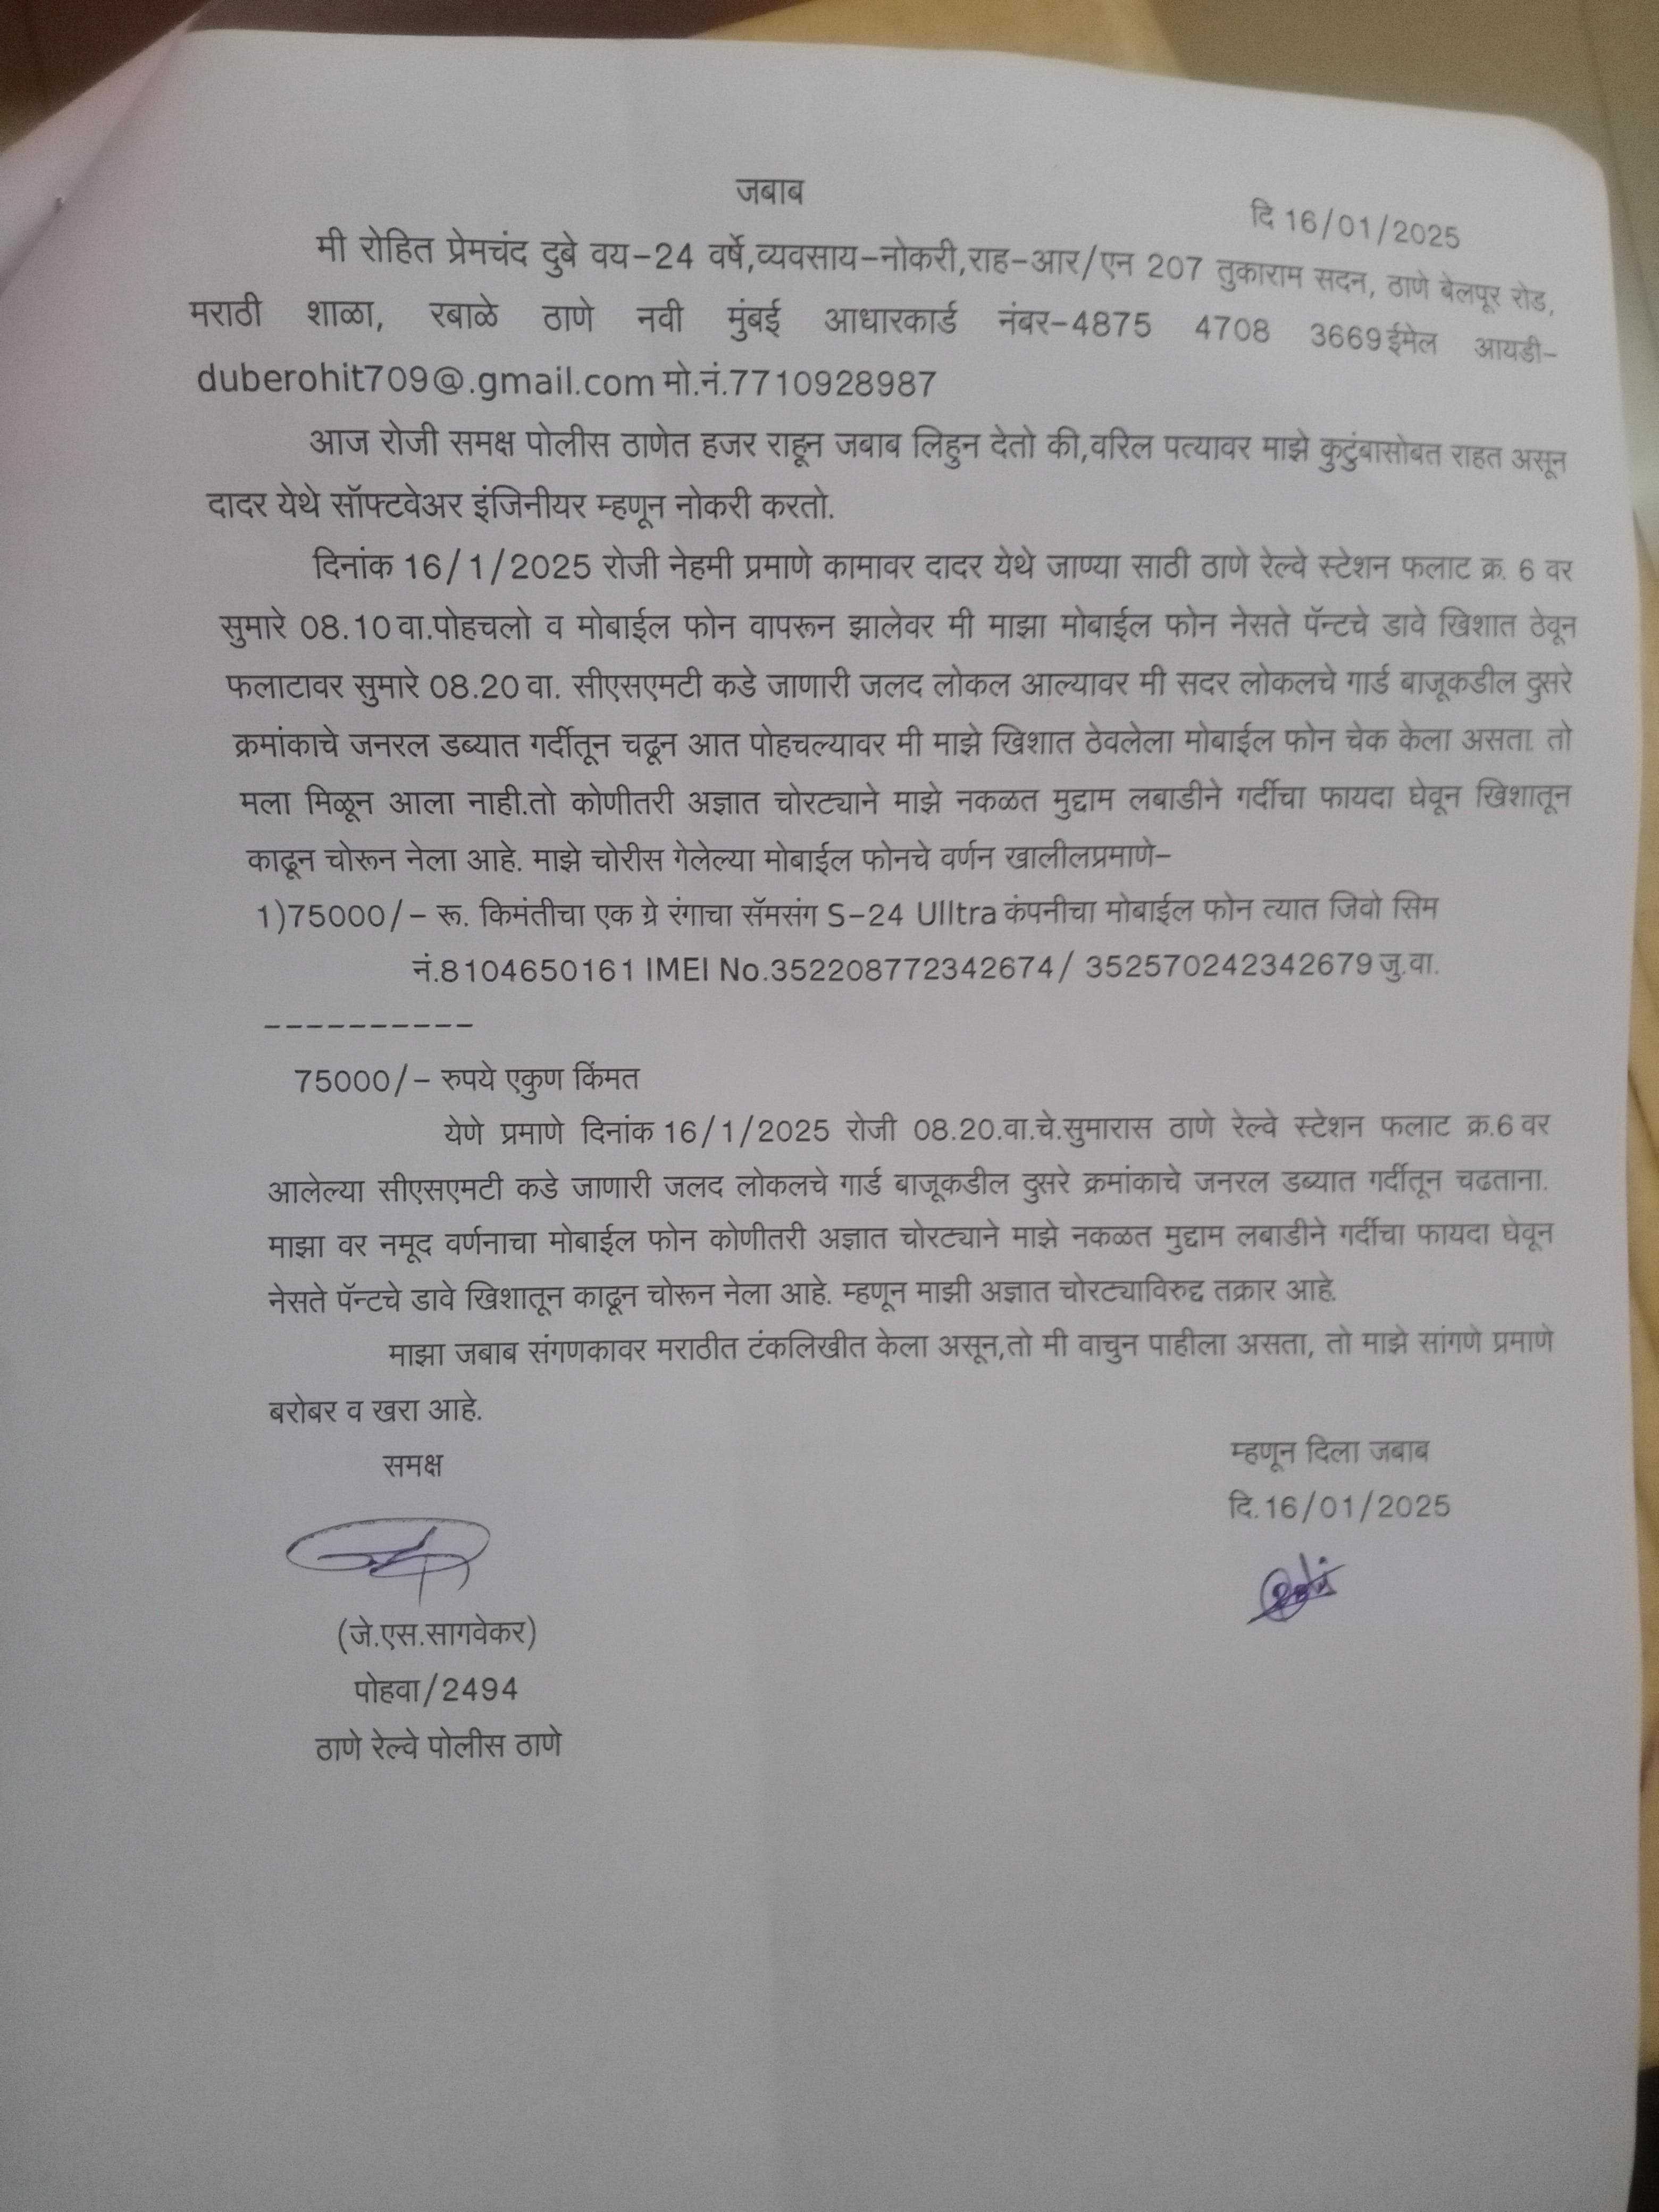 जबाब
दि 16/01/2025
मी रोहित प्रेमचंद दुबे वय-24 वर्षे,व्यवसाय-नोकरी,राह-आर/एन 207 तुकाराम सदन, ठाणे बेलपूर रोड,
मराठी शाळा, रबाळे ठाणे नवी मुंबई आधारकार्ड नंबर-4875 4708 3669ईमेल आयडी-
duberohit709@.gmail.com मो.नं.7710928987
आज रोजी समक्ष पोलीस ठाणेत हजर राहून जबाब लिहुन देतो की,वरिल पत्यावर माझे कुटुंबासोबत राहत असून
दादर येथे सॉफ्टवेअर इंजिनीयर म्हणून नोकरी करतो.
दिनांक 16/1/2025 रोजी नेहमी प्रमाणे कामावर दादर येथे जाण्या साठी ठाणे रेल्वे स्टेशन फलाट क्र. 6 वर
सुमारे 08.10 वा.पोहचलो व मोबाईल फोन वापरून झालेवर मी माझा मोबाईल फोन नेसते पॅन्टचे डावे खिशात ठेवून
फलाटावर सुमारे 08.20 वा. सीएसएमटी कडे जाणारी जलद लोकल आल्यावर मी सदर लोकलचे गार्ड बाजूकडील दुसरे
क्रमांकाचे जनरल डब्यात गर्दीतून चढून आत पोहचल्यावर मी माझे खिशात ठेवलेला मोबाईल फोन चेक केला असता. तो
मला मिळून आला नाही.तो कोणीतरी अज्ञात चोरट्याने माझे नकळत मुद्दाम लबाडीने गर्दीचा फायदा घेवून खिशातून
काढून चोरून नेला आहे. माझे चोरीस गेलेल्या मोबाईल फोनचे वर्णन खालीलप्रमाणे-
1)75000/- रू. किमंतीचा एक ग्रे रंगाचा सॅमसंग S-24 Ulltra कंपनीचा मोबाईल फोन त्यात जिवो सिम
नं.8104650161 IMEI No.352208772342674/ 352570242342679 जु.वा.
----------
75000/- रुपये एकुण किंमत
येणे प्रमाणे दिनांक 16/1/2025 रोजी 08.20.वा.चे.सुमारास ठाणे रेल्वे स्टेशन फलाट क्र.6 वर
आलेल्या सीएसएमटी कडे जाणारी जलद लोकलचे गार्ड बाजूकडील दुसरे क्रमांकाचे जनरल डब्यात गर्दीतून चढताना.
माझा वर नमूद वर्णनाचा मोबाईल फोन कोणीतरी अज्ञात चोरट्याने माझे नकळत मुद्दाम लबाडीने गर्दीचा फायदा घेवून
नेसते पॅन्टचे डावे खिशातून काढून चोरून नेला आहे. म्हणून माझी अज्ञात चोरट्याविरुद्द तक्रार आहे.
माझा जबाब संगणकावर मराठीत टंकलिखीत केला असून,तो मी वाचुन पाहीला असता, तो माझे सांगणे प्रमाणे
बरोबर व खरा आहे.
समक्ष
म्हणून दिला जबाब
दि.16/01/2025
(जे.एस.सागवेकर)
पोहवा/2494
ठाणे रेल्वे पोलीस ठाणे